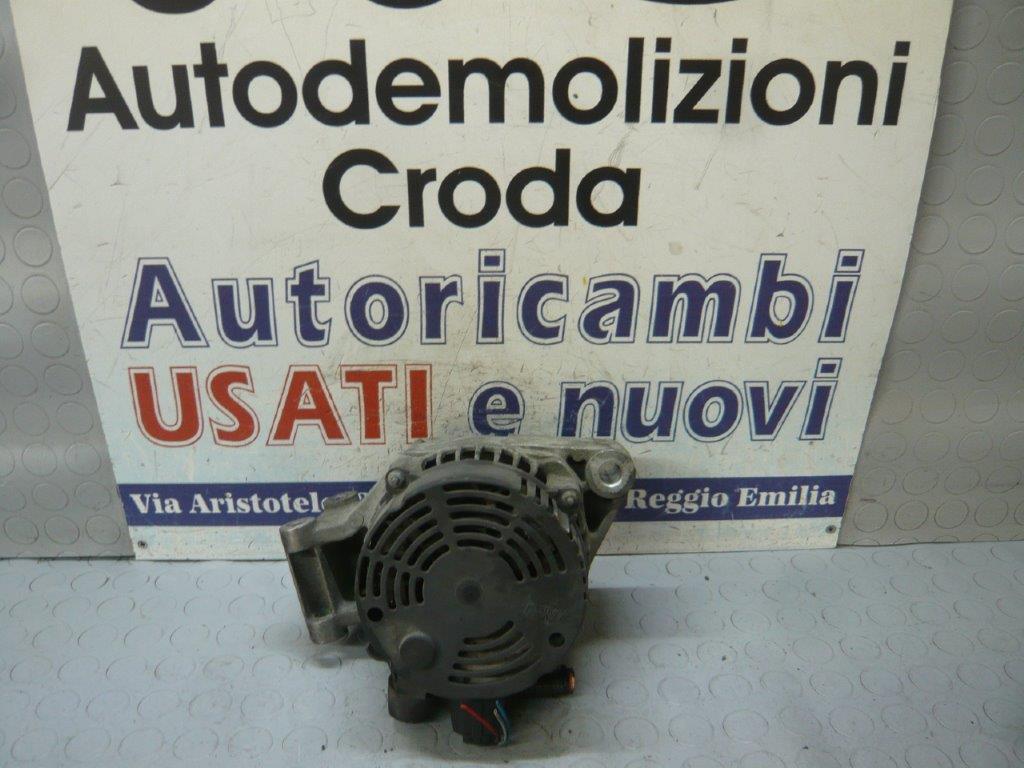 Autodemolizioni
Croda
Autoricambi
USATI e nuovi
Via Aristotele Reggio Emilia